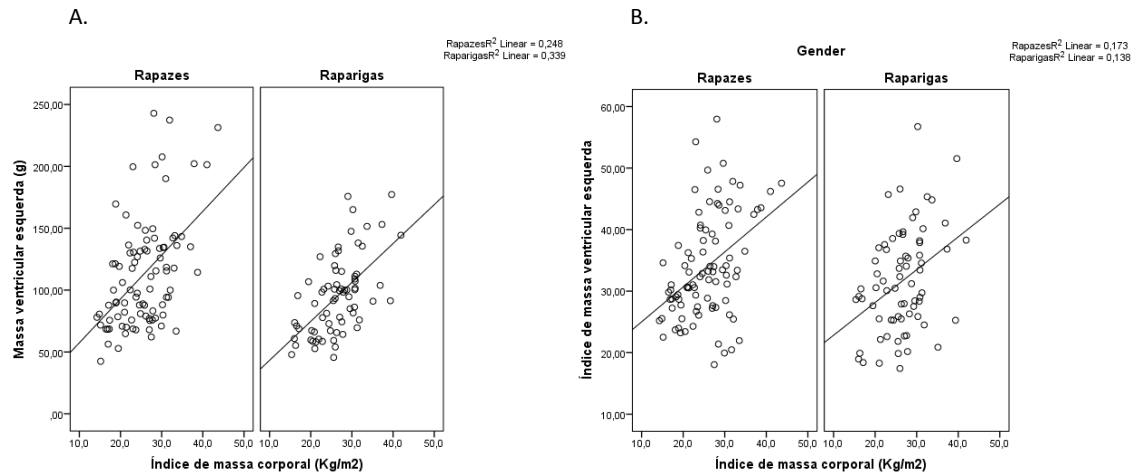 A.
RapazesR² Linear = 0,248
RaparigasR² Linear = 0,339
Rapazes
Raparigas
Massa ventricular esquerda (g)
250,00
200,00
150,00
100,00
50,00
,00
10,0 20,0 30,0 40,0 50,0 10,0 20,0 30,0 40,0 50,0
Índice de massa corporal (Kg/m2)
B.
RapazesR² Linear = 0,173
RaparigasR² Linear = 0,138
Gender
Rapazes
Raparigas
Índice de massa ventricular esquerda
60,00
50,00
40,00
30,00
20,00
10,00
10,0 20,0 30,0 40,0 50,0 10,0 20,0 30,0 40,0 50,0
Índice de massa corporal (Kg/m2)